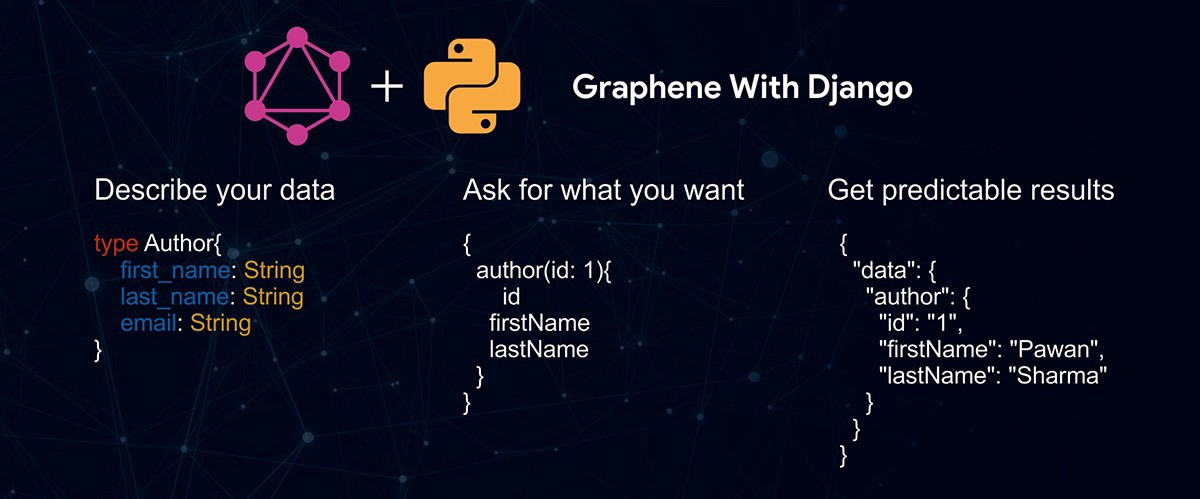 +
Graphene With Django
Describe your data
type Author{
first_name: String
last_name: String
email: String
}
Ask for what you want
{
author(id: 1){
id
firstName
lastName
}
}
Get predictable results
{
"data": {
"author": {
"id": "1",
"firstName": "Pawan",
"lastName": "Sharma"
}
}
}